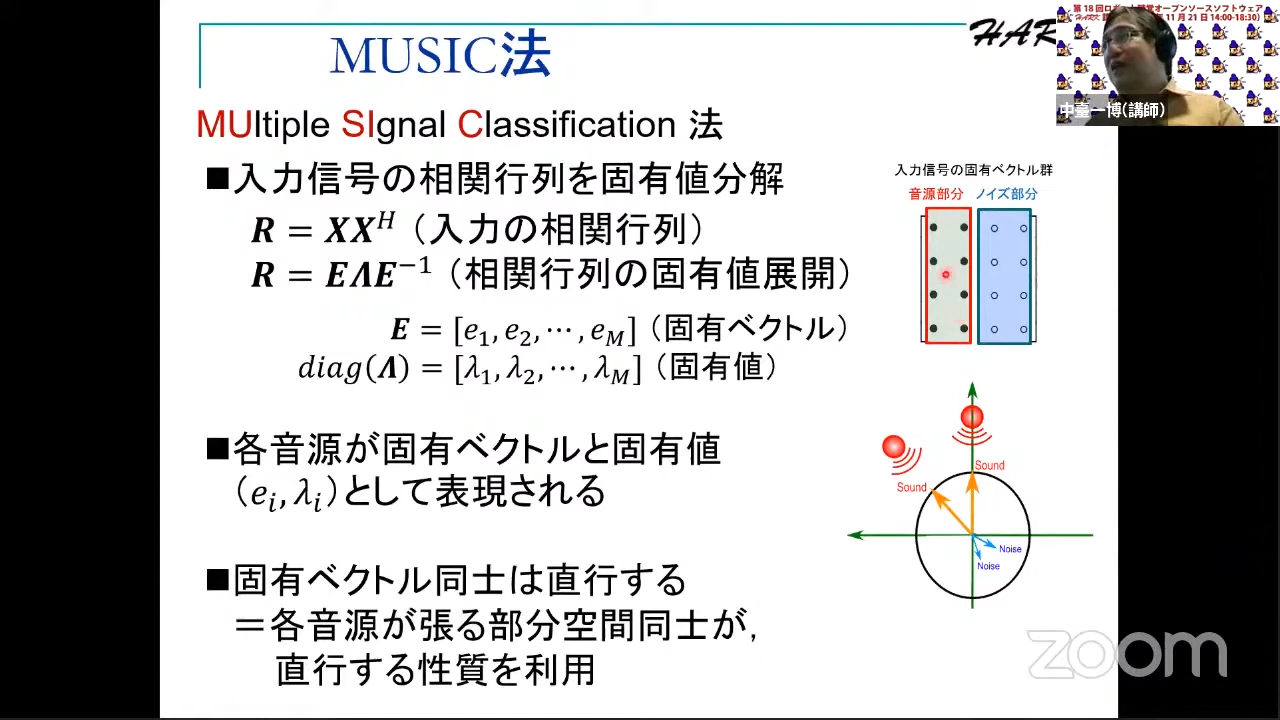 MUSIC法
HAR
第 18 回ロボット聴覚オープンソースソフトウェア
月 21 日 14:00-18:30）
中臺一博(講師)
MUltiple SIgnal Classification 法
■入力信号の相関行列を固有値分解
R = XX^H（入力の相関行列）
R = EΛE^−1（相関行列の固有値展開）
E = [e_1, e_2, ⋯, e_M]（固有ベクトル）
diag(Λ) = [λ_1, λ_2, ⋯, λ_M]（固有値）
■各音源が固有ベクトルと固有値
（e_i, λ_i）として表現される
■固有ベクトル同士は直行する
＝各音源が張る部分空間同士が，
直行する性質を利用
入力信号の固有ベクトル群
音源部分 ノイズ部分
Sound
Sound
Noise
Noise
zoom